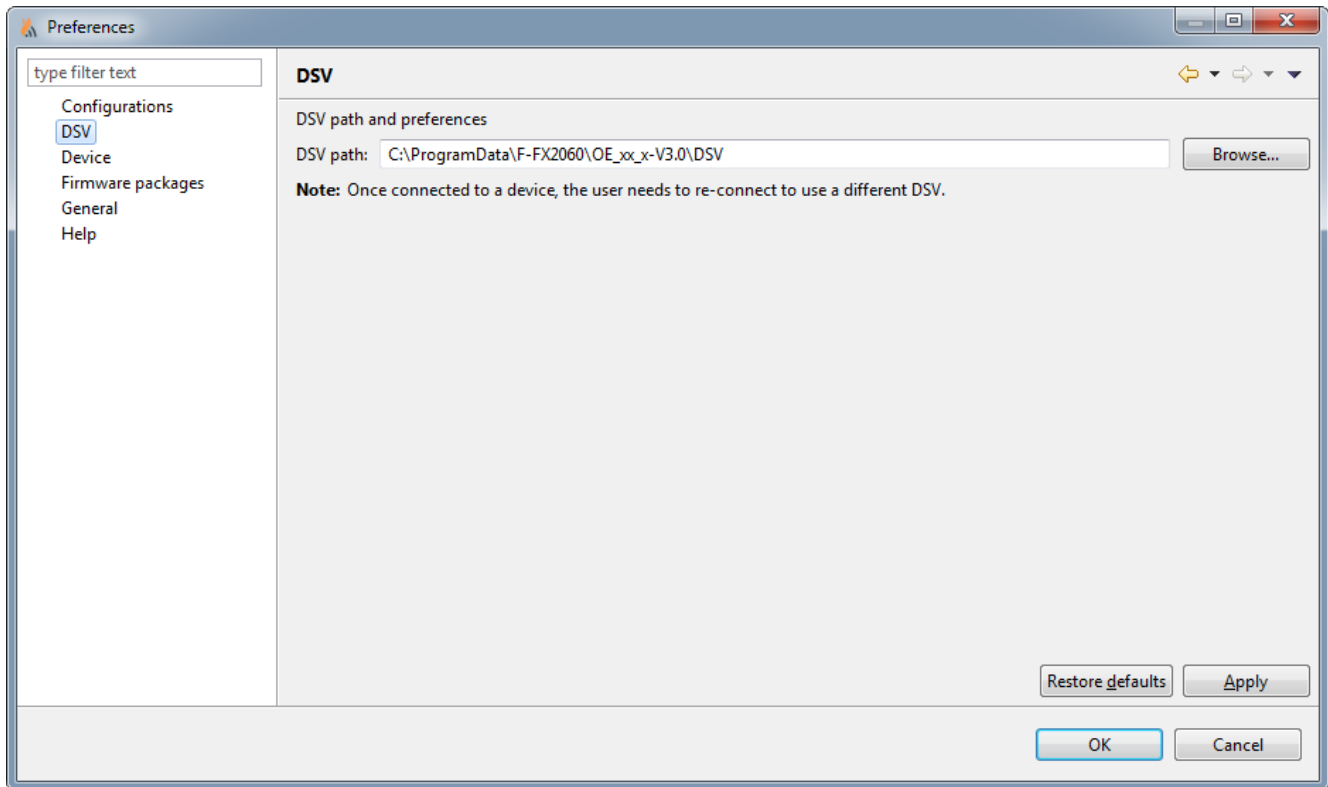 Preferences
type filter text
Configurations
DSV
Device
Firmware packages
General
Help
DSV
DSV path and preferences
DSV path: C:\ProgramData\F-FX2060\OE_xx_x-V3.0\DSV Browse...
Note: Once connected to a device, the user needs to re-connect to use a different DSV.
Restore defaults Apply
OK Cancel